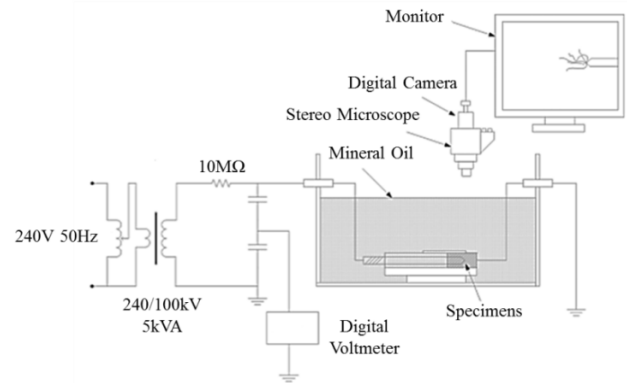 Monitor
Digital Camera
Stereo Microscope
Mineral Oil
10MΩ
240V 50Hz
240/100kV
5kVA
Specimens
Digital
Voltmeter